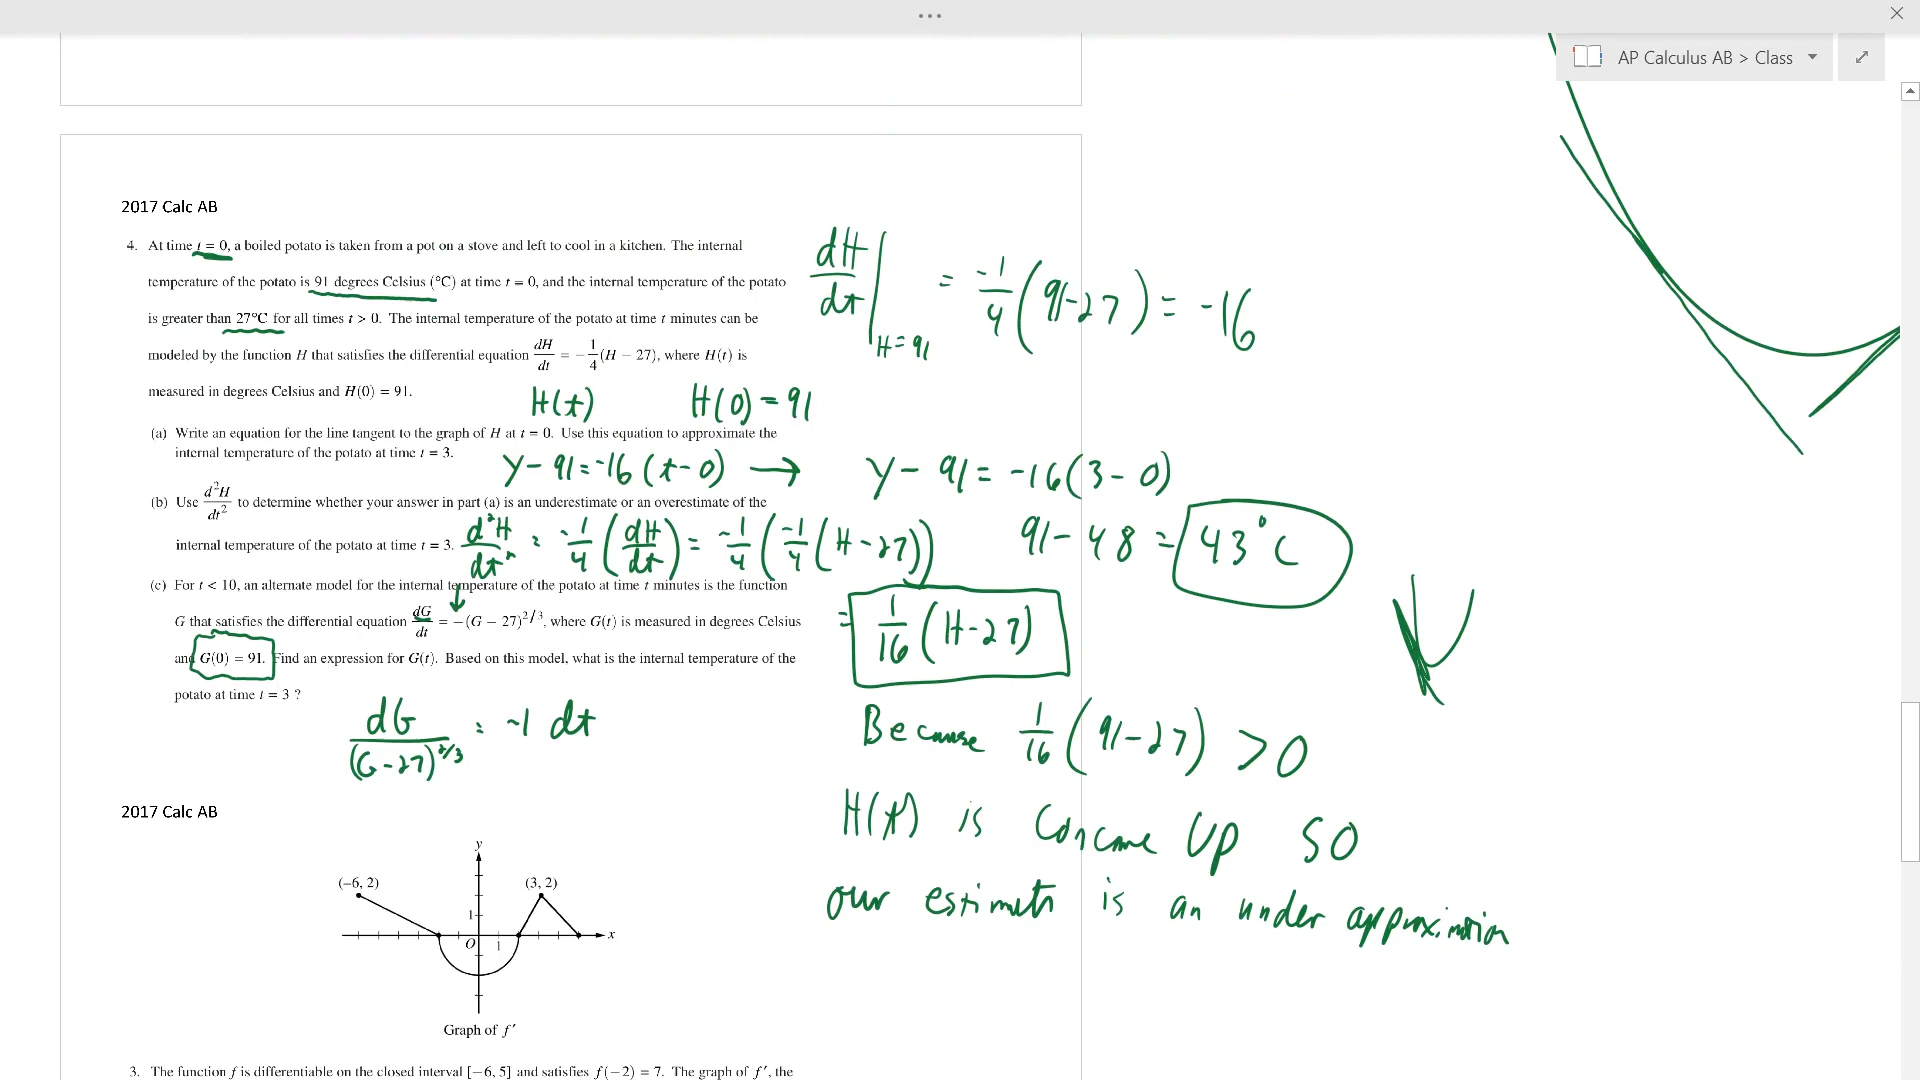 AP Calculus AB > Class
2017 Calc AB
4. At time t = 0, a boiled potato is taken from a pot on a stove and left to cool in a kitchen. The internal
temperature of the potato is 91 degrees Celsius (°C) at time t = 0, and the internal temperature of the potato
is greater than 27°C for all times t > 0. The internal temperature of the potato at time t minutes can be
modeled by the function H that satisfies the differential equation dH/dt = −1/4(H − 27), where H(t) is
measured in degrees Celsius and H(0) = 91.
dH/dt | H=91 = -1/4 (91-27) = -16
H(t) H(0) = 91
(a) Write an equation for the line tangent to the graph of H at t = 0. Use this equation to approximate the
internal temperature of the potato at time t = 3.
y - 91 = -16 (t - 0) → y - 91 = -16(3 - 0)
(b) Use d²H/dt² to determine whether your answer in part (a) is an underestimate or an overestimate of the
internal temperature of the potato at time t = 3.
d²H/dt² = -1/4 (dH/dt) = -1/4 (-1/4 (H-27))
91 - 48 = 43°C
= 1/16 (H-27)
(c) For t < 10, an alternate model for the internal temperature of the potato at time t minutes is the function
G that satisfies the differential equation dG/dt = −(G − 27)^2/3, where G(t) is measured in degrees Celsius
and G(0) = 91. Find an expression for G(t). Based on this model, what is the internal temperature of the
potato at time t = 3 ?
dG/(G-27)^2/3 = -1 dt
Because 1/16 (91-27) > 0
H(t) is concave up so
our estimate is an under approximation
2017 Calc AB
y
(−6, 2) (3, 2)
1
O 1 x
Graph of f′
3. The function f is differentiable on the closed interval [−6, 5] and satisfies f(−2) = 7. The graph of f′, the